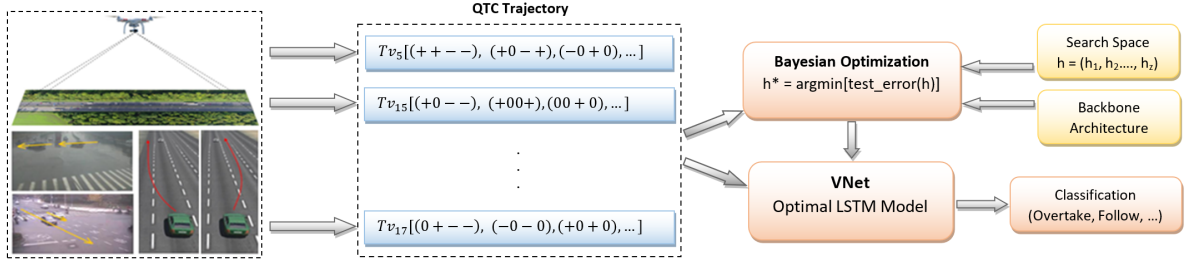 QTC Trajectory
Tv₅[(+ + − −), (+0 − +), (−0 + 0), … ]
Tv₁₅[(+0 − −), (+00+), (00 + 0), … ]
.
.
.
Tv₁₇[(0 + − −), (−0 − 0), (+0 + 0), … ]
Bayesian Optimization
h* = argmin[test_error(h)]
VNet
Optimal LSTM Model
Search Space
h = (h₁, h₂...., h_z)
Backbone
Architecture
Classification
(Overtake, Follow, …)